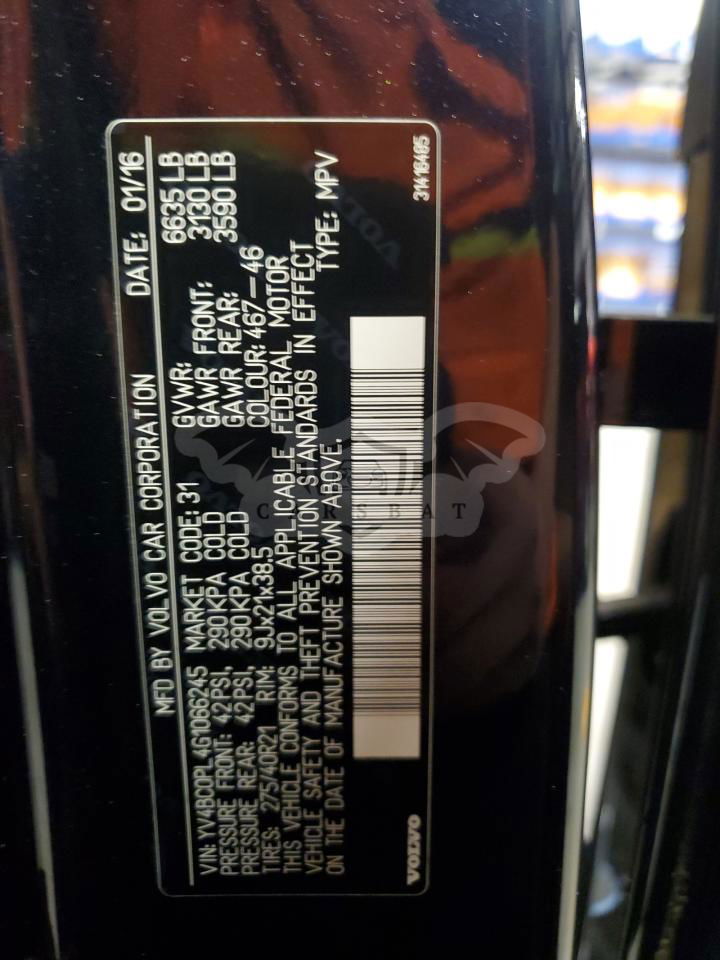 MFD BY VOLVO CAR CORPORATION DATE: 01/16
VIN: YV4BC0PL4G1066245 MARKET CODE: 31 GVWR: 6635 LB
PRESSURE FRONT: 42PSI, 290KPA COLD GAWR FRONT: 3130 LB
PRESSURE REAR: 42PSI, 290KPA COLD GAWR REAR: 3590 LB
TIRES: 275/40R21 RIM: 9Jx21x38.5 COLOUR: 467-46
THIS VEHICLE CONFORMS TO ALL APPLICABLE FEDERAL MOTOR
VEHICLE SAFETY AND THEFT PREVENTION STANDARDS IN EFFECT
ON THE DATE OF MANUFACTURE SHOWN ABOVE. TYPE: MPV
VOLVO 31416405
VOLVO
CARSBAT